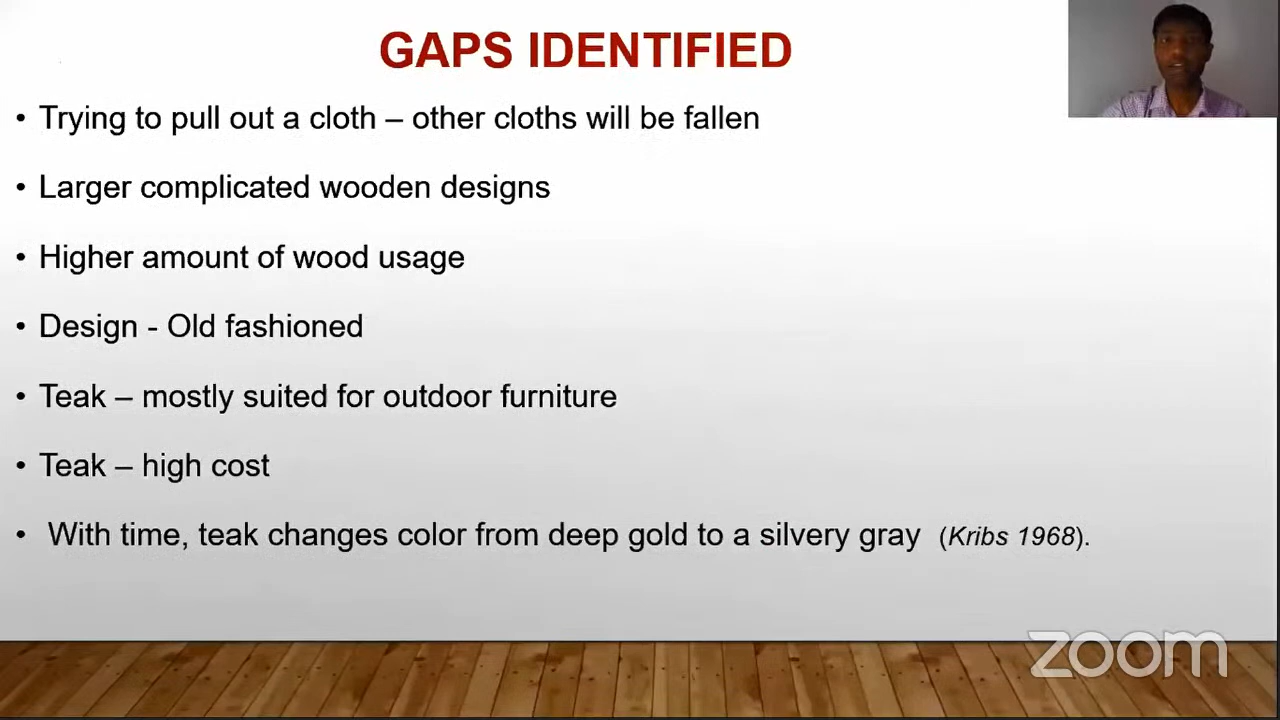 GAPS IDENTIFIED
• Trying to pull out a cloth – other cloths will be fallen
• Larger complicated wooden designs
• Higher amount of wood usage
• Design - Old fashioned
• Teak – mostly suited for outdoor furniture
• Teak – high cost
• With time, teak changes color from deep gold to a silvery gray (Kribs 1968).
zoom